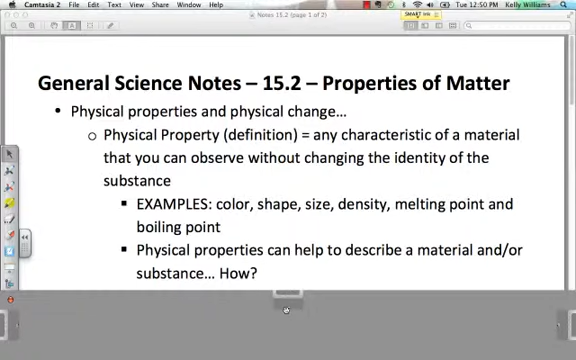 Camtasia 2 File Edit Text View Share Window Help Tue 12:50 PM Kelly Williams
SMART Ink
Notes 15.2 (page 1 of 2)
General Science Notes – 15.2 – Properties of Matter
• Physical properties and physical change…
o Physical Property (definition) = any characteristic of a material
that you can observe without changing the identity of the
substance
▪ EXAMPLES: color, shape, size, density, melting point and
boiling point
▪ Physical properties can help to describe a material and/or
substance… How?